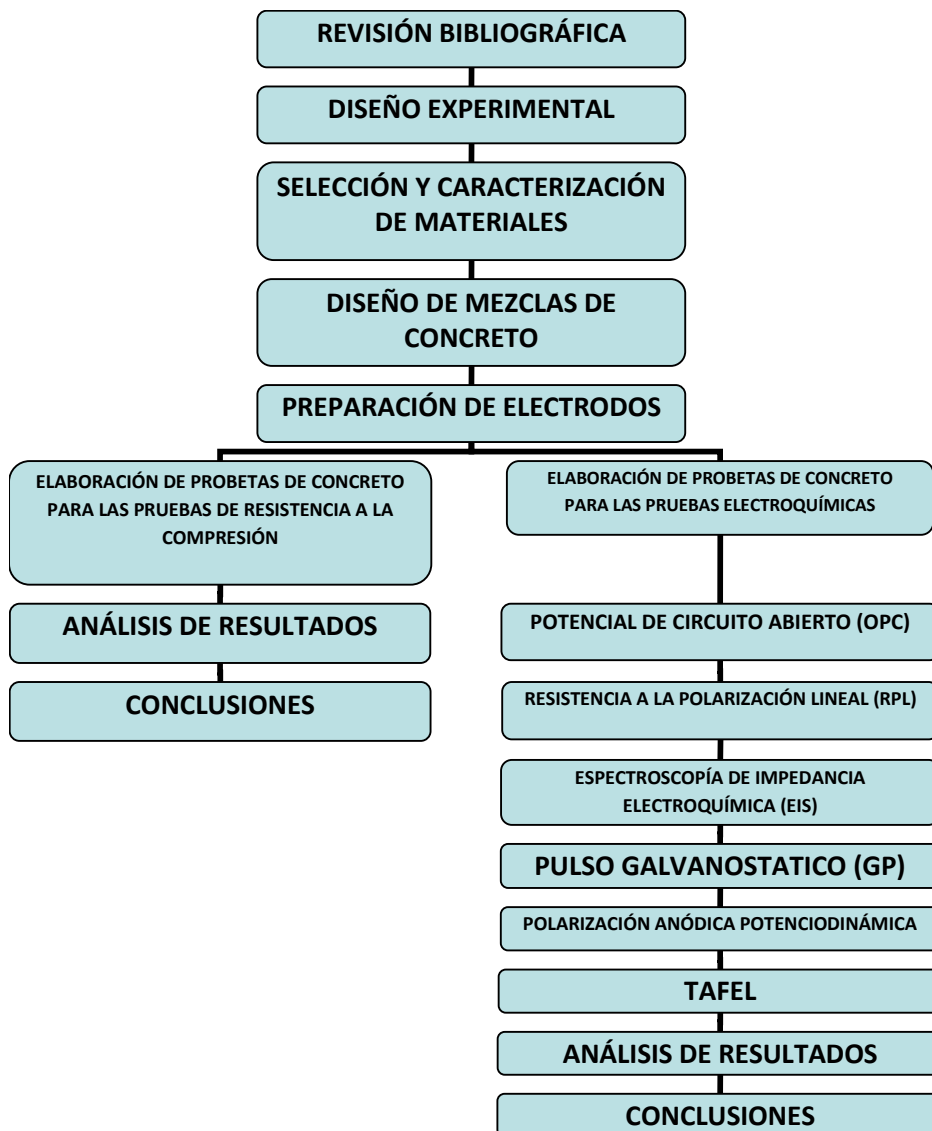 REVISIÓN BIBLIOGRÁFICA
DISEÑO EXPERIMENTAL
SELECCIÓN Y CARACTERIZACIÓN
DE MATERIALES
DISEÑO DE MEZCLAS DE
CONCRETO
PREPARACIÓN DE ELECTRODOS
ELABORACIÓN DE PROBETAS DE CONCRETO
PARA LAS PRUEBAS DE RESISTENCIA A LA
COMPRESIÓN
ANÁLISIS DE RESULTADOS
CONCLUSIONES
ELABORACIÓN DE PROBETAS DE CONCRETO
PARA LAS PRUEBAS ELECTROQUÍMICAS
POTENCIAL DE CIRCUITO ABIERTO (OPC)
RESISTENCIA A LA POLARIZACIÓN LINEAL (RPL)
ESPECTROSCOPÍA DE IMPEDANCIA
ELECTROQUÍMICA (EIS)
PULSO GALVANOSTATICO (GP)
POLARIZACIÓN ANÓDICA POTENCIODINÁMICA
TAFEL
ANÁLISIS DE RESULTADOS
CONCLUSIONES